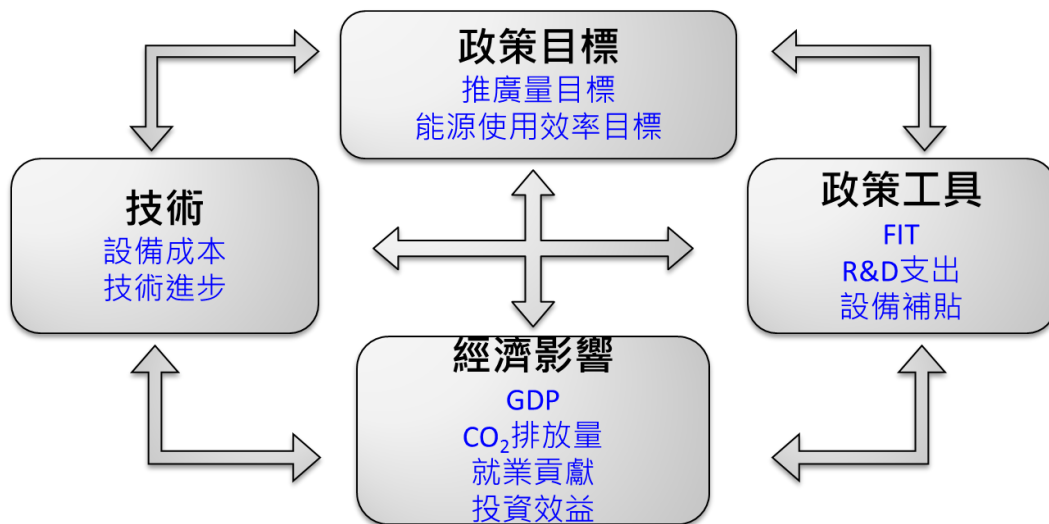 政策目標
推廣量目標
能源使用效率目標
技術
設備成本
技術進步
政策工具
FIT
R&D支出
設備補貼
經濟影響
GDP
CO₂排放量
就業貢獻
投資效益